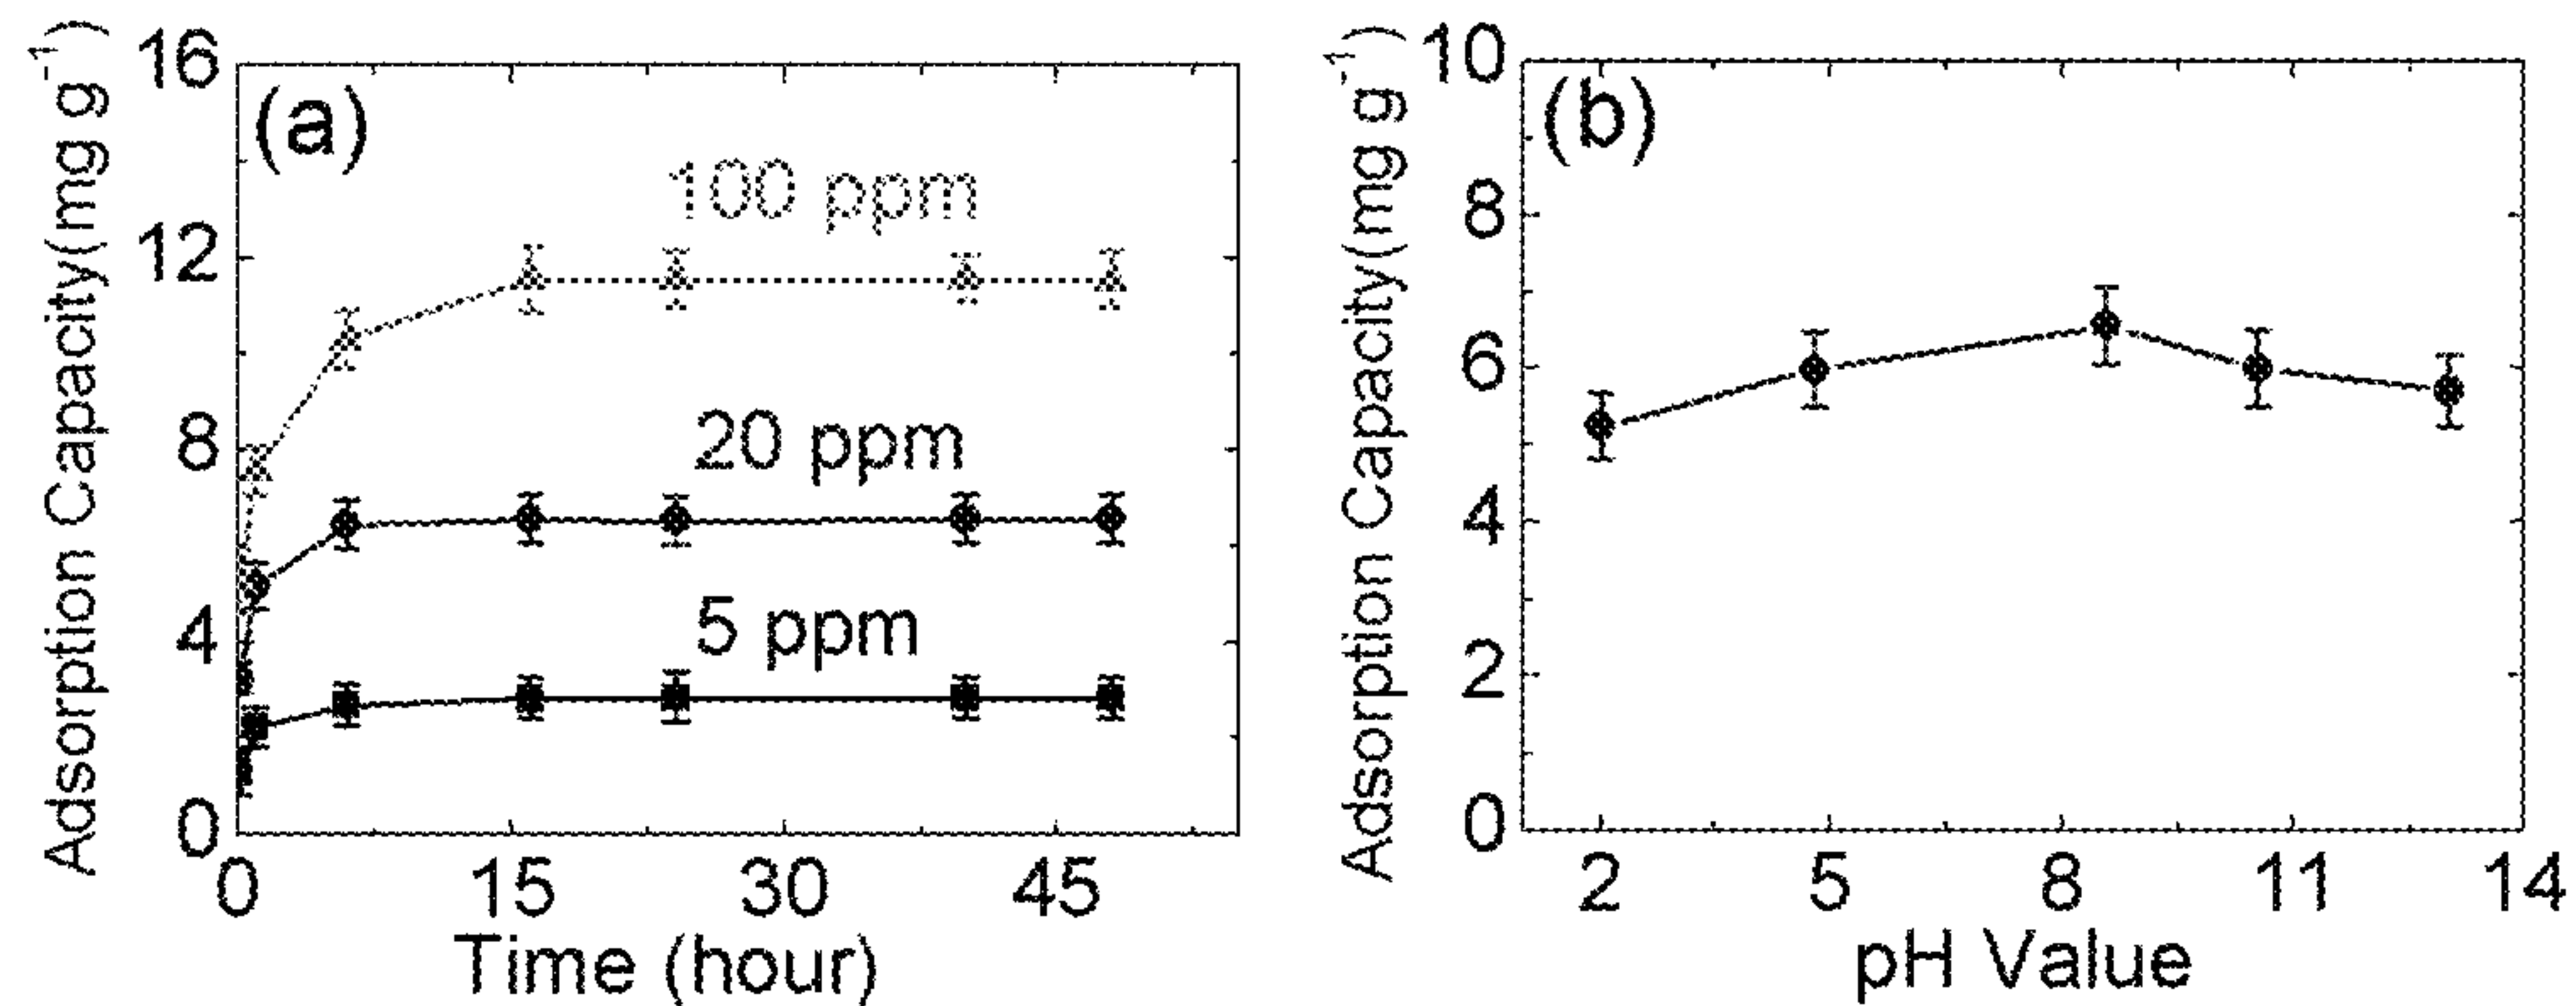 Adsorption Capacity(mg g⁻¹)
16
12
8
4
0
(a)
100 ppm
20 ppm
5 ppm
0 15 30 45
Time (hour)
Adsorption Capacity(mg g⁻¹)
10
8
6
4
2
0
(b)
2 5 8 11 14
pH Value